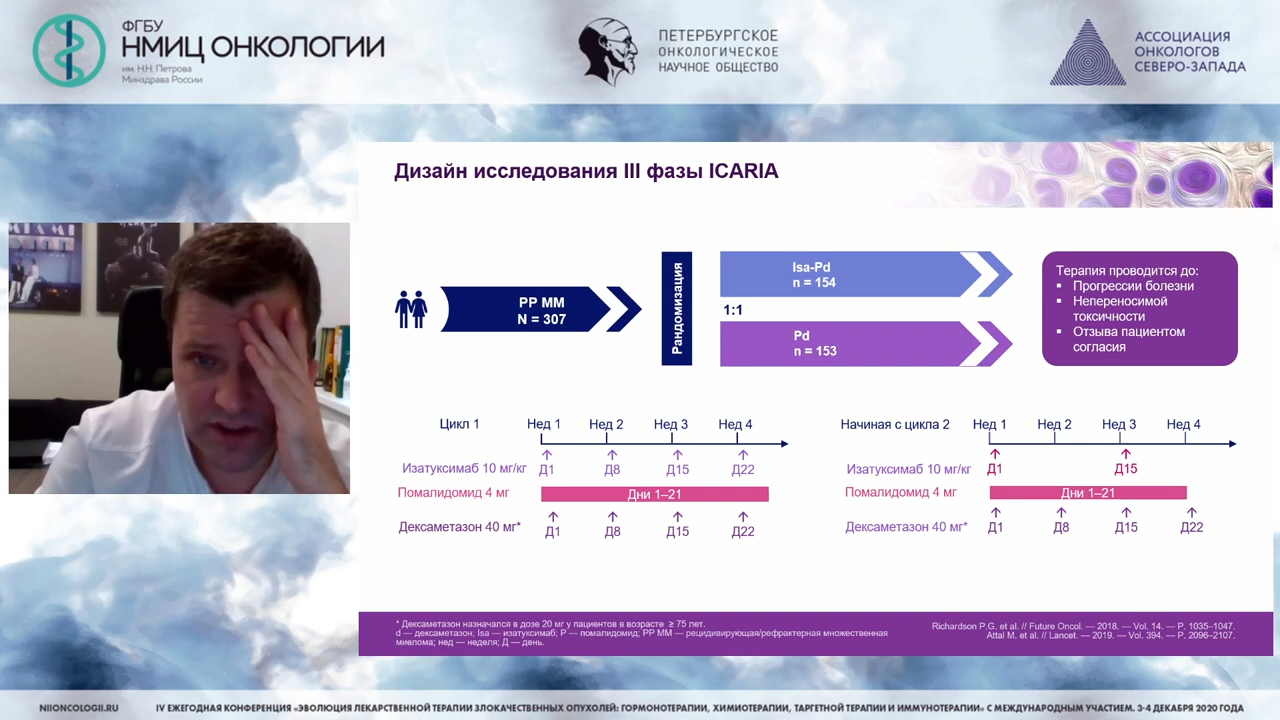 ФГБУ
НМИЦ ОНКОЛОГИИ
им. Н.Н. Петрова
Минздрава России
ПЕТЕРБУРГСКОЕ
ОНКОЛОГИЧЕСКОЕ
НАУЧНОЕ ОБЩЕСТВО
АССОЦИАЦИЯ
ОНКОЛОГОВ
СЕВЕРО-ЗАПАДА
Дизайн исследования III фазы ICARIA
РР ММ
N = 307
Рандомизация
Isa-Pd
n = 154
1:1
Pd
n = 153
Терапия проводится до:
▪ Прогрессии болезни
▪ Непереносимой
токсичности
▪ Отзыва пациентом
согласия
Цикл 1 Нед 1 Нед 2 Нед 3 Нед 4
Изатуксимаб 10 мг/кг Д1 Д8 Д15 Д22
Помалидомид 4 мг Дни 1–21
Дексаметазон 40 мг* Д1 Д8 Д15 Д22
Начиная с цикла 2 Нед 1 Нед 2 Нед 3 Нед 4
Изатуксимаб 10 мг/кг Д1 Д15
Помалидомид 4 мг Дни 1–21
Дексаметазон 40 мг* Д1 Д8 Д15 Д22
* Дексаметазон назначался в дозе 20 мг у пациентов в возрасте ≥ 75 лет.
d — дексаметазон; Isa — изатуксимаб; P — помалидомид; РР ММ — рецидивирующая/рефрактерная множественная
миелома; нед — неделя; Д — день.
Richardson P.G. et al. // Future Oncol. — 2018. — Vol. 14. — P. 1035–1047.
Attal M. et al. // Lancet. — 2019. — Vol. 394. — P. 2096–2107.
NIIONCOLOGII.RU
IV ЕЖЕГОДНАЯ КОНФЕРЕНЦИЯ «ЭВОЛЮЦИЯ ЛЕКАРСТВЕННОЙ ТЕРАПИИ ЗЛОКАЧЕСТВЕННЫХ ОПУХОЛЕЙ: ГОРМОНОТЕРАПИИ, ХИМИОТЕРАПИИ, ТАРГЕТНОЙ ТЕРАПИИ И ИММУНОТЕРАПИИ» С МЕЖДУНАРОДНЫМ УЧАСТИЕМ. 3-4 ДЕКАБРЯ 2020 ГОДА